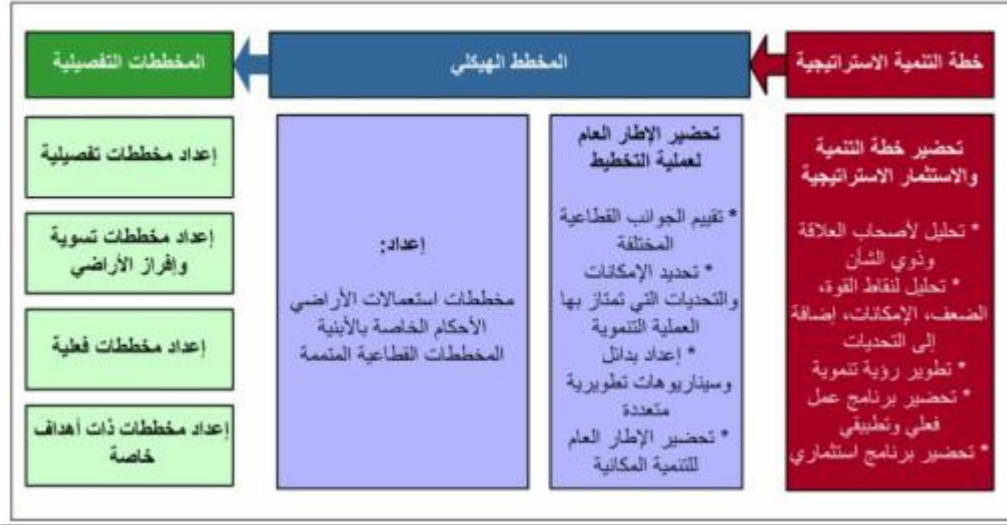 خطة التنمية الاستراتيجية
المخطط الهيكلي
المخططات التفصيلية
تحضير خطة التنمية
والاستثمار الاستراتيجية
* تحليل لأصحاب العلاقة
وذوي الشأن
* تحليل لنقاط القوة،
الضعف، الإمكانات، إضافة
إلى التحديات
* تطوير رؤية تنموية
* تحضير برنامج عمل
فعلي وتطبيقي
* تحضير برنامج استثماري
تحضير الإطار العام
لعملية التخطيط
* تقييم الجوانب القطاعية
المختلفة
* تحديد الإمكانات
والتحديات التي تمتاز بها
العملية التنموية
* إعداد بدائل
وسيناريوهات تطويرية
متعددة
* تحضير الإطار العام
للتنمية المكانية
إعداد:
مخططات استعمالات الأراضي
الأحكام الخاصة بالأبنية
المخططات القطاعية المتممة
إعداد مخططات تفصيلية
إعداد مخططات تسوية
وإفراز الأراضي
إعداد مخططات فعلية
إعداد مخططات ذات أهداف
خاصة